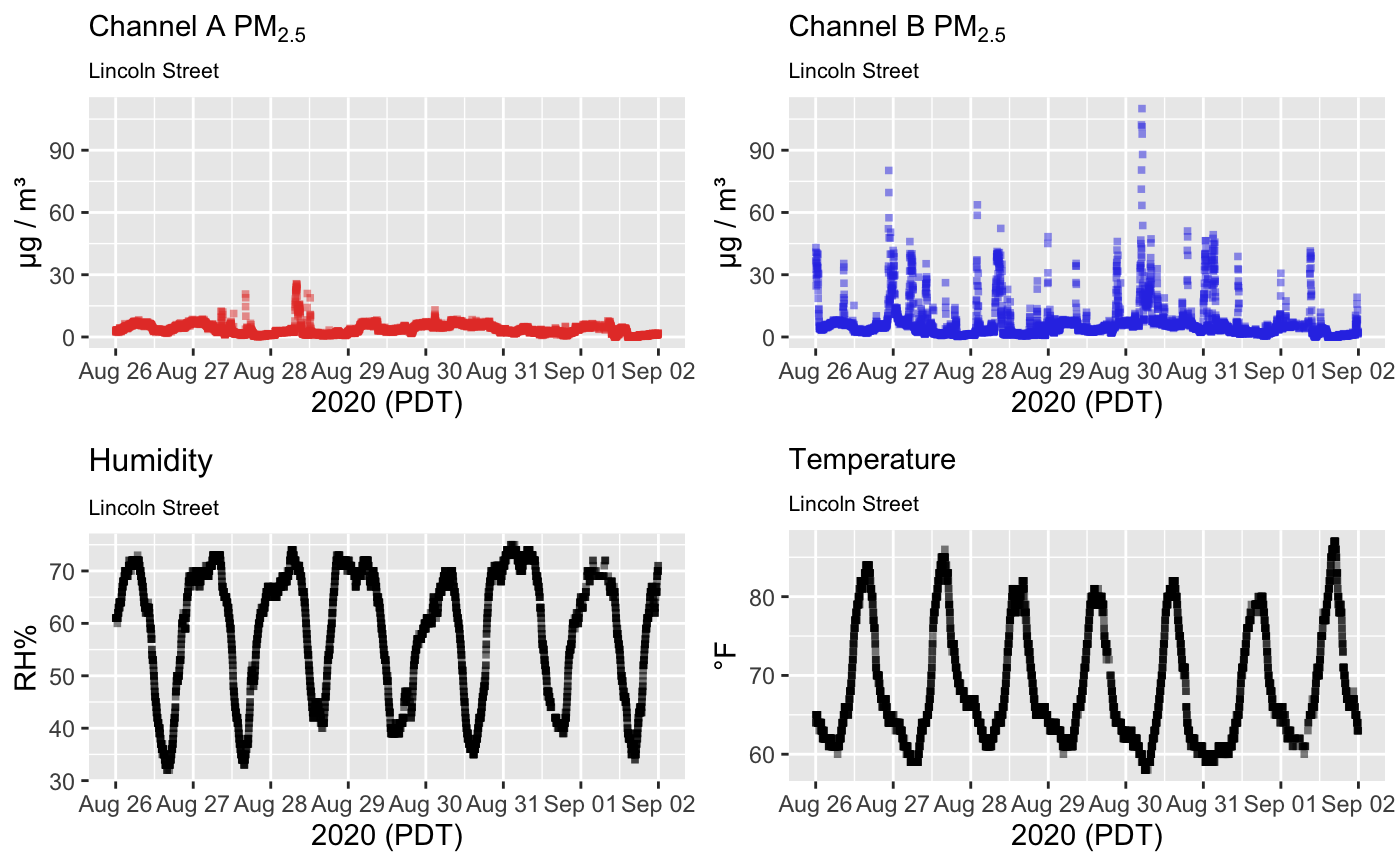 Channel A PM2.5
Lincoln Street
90
60
30
0
µg / m³
Aug 26 Aug 27 Aug 28 Aug 29 Aug 30 Aug 31 Sep 01 Sep 02
2020 (PDT)
Channel B PM2.5
Lincoln Street
90
60
30
0
µg / m³
Aug 26 Aug 27 Aug 28 Aug 29 Aug 30 Aug 31 Sep 01 Sep 02
2020 (PDT)
Humidity
Lincoln Street
70
60
50
40
30
RH%
Aug 26 Aug 27 Aug 28 Aug 29 Aug 30 Aug 31 Sep 01 Sep 02
2020 (PDT)
Temperature
Lincoln Street
80
70
60
°F
Aug 26 Aug 27 Aug 28 Aug 29 Aug 30 Aug 31 Sep 01 Sep 02
2020 (PDT)